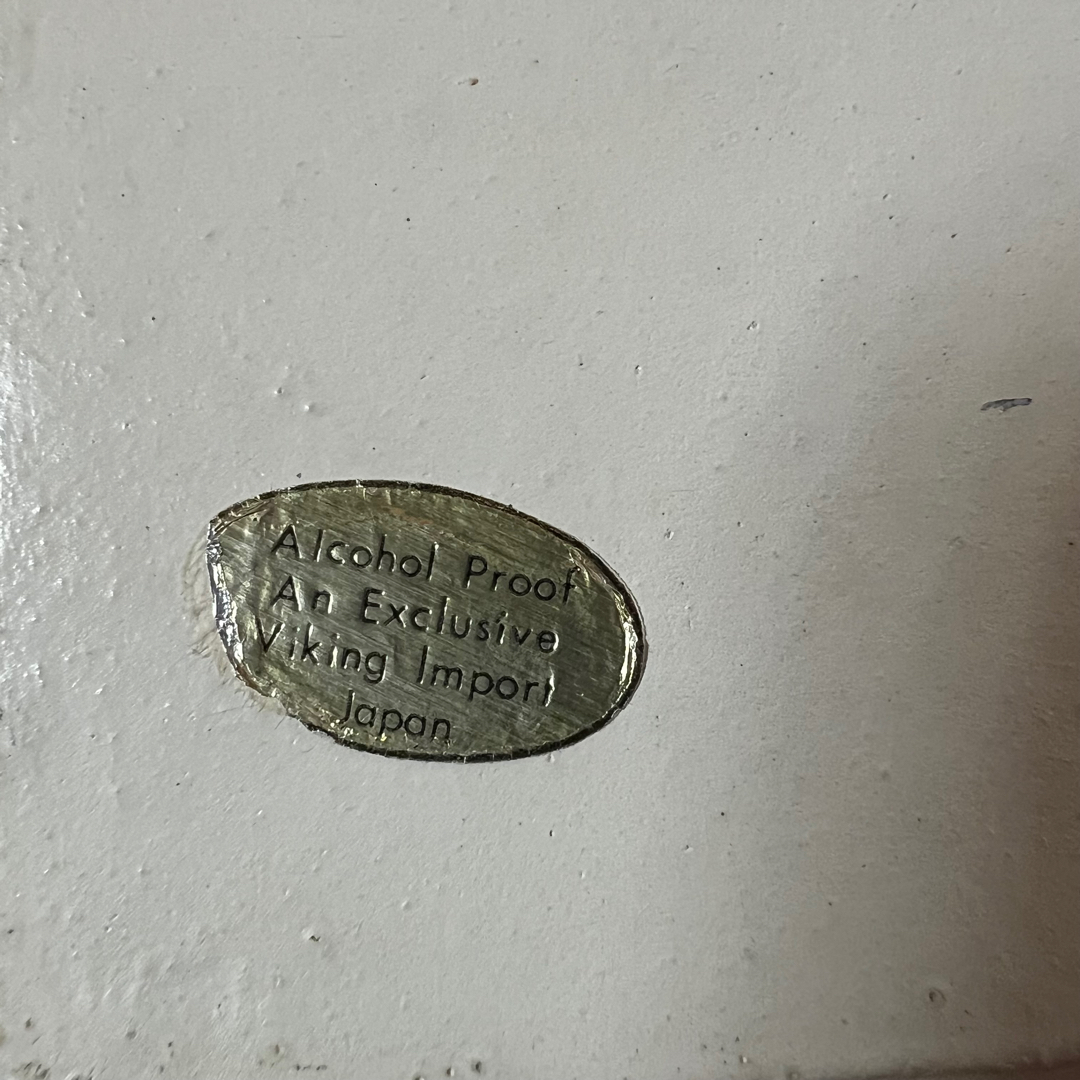 Alcohol Proof
An Exclusive
Viking Import
Japan